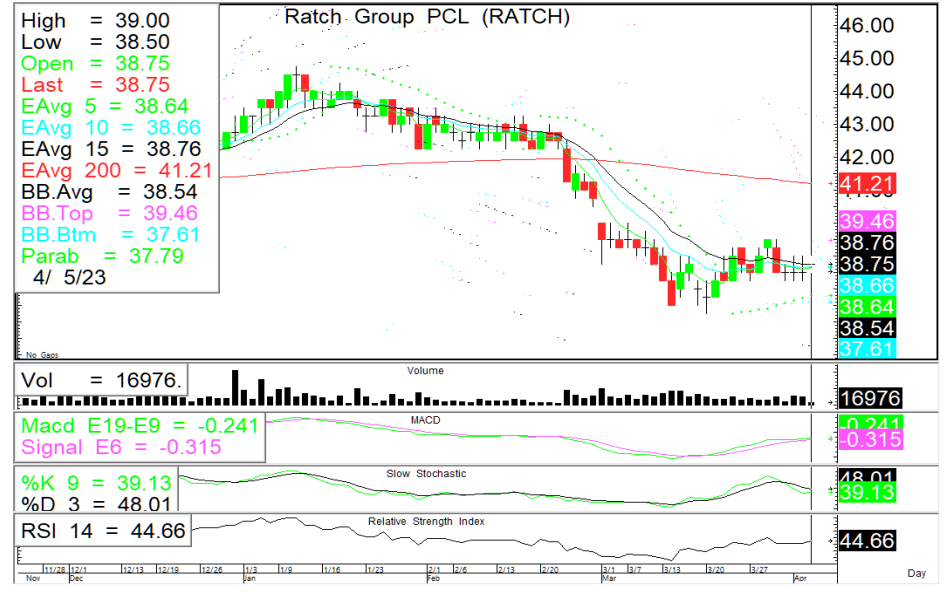 Ratch Group PCL (RATCH)
High = 39.00
Low = 38.50
Open = 38.75
Last = 38.75
EAvg 5 = 38.64
EAvg 10 = 38.66
EAvg 15 = 38.76
EAvg 200 = 41.21
BB.Avg = 38.54
BB.Top = 39.46
BB.Btm = 37.61
Parab = 37.79
4/ 5/23
No Gaps
46.00
45.00
44.00
43.00
42.00
41.21
39.46
38.76
38.75
38.66
38.64
38.54
37.61
Volume
Vol = 16976.
16976
MACD
Macd E19-E9 = -0.241
Signal E6 = -0.315
-0.241
-0.315
Slow Stochastic
%K 9 = 39.13
%D 3 = 48.01
48.01
39.13
Relative Strength Index
RSI 14 = 44.66
44.66
11/28 12/1 12/13 12/19 12/26 1/3 1/9 1/16 1/23 2/1 2/6 2/13 2/20 3/1 3/7 3/13 3/20 3/27
Nov Dec Jan Feb Mar Apr Day